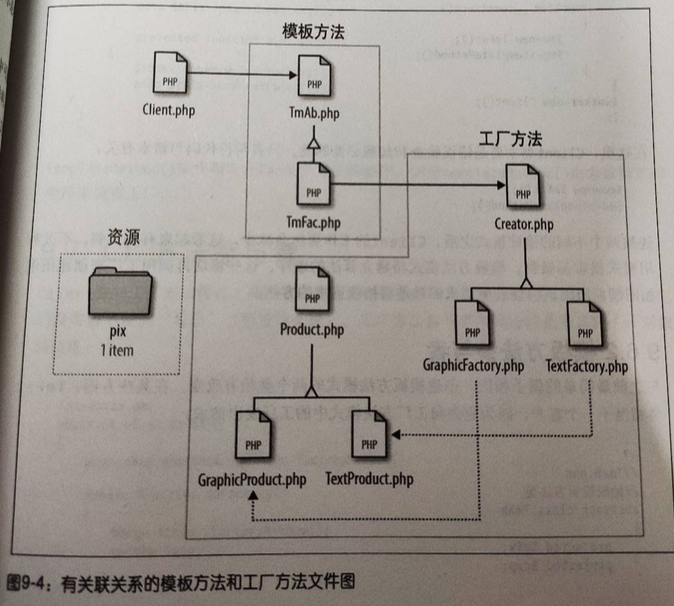 模板方法
PHP
PHP
Client.php
TmAb.php
工厂方法
PHP
PHP
TmFac.php
Creator.php
资源
pix
1 item
PHP
Product.php
PHP
PHP
GraphicFactory.php
TextFactory.php
PHP
PHP
GraphicProduct.php
TextProduct.php
图9-4：有关联关系的模板方法和工厂方法文件图